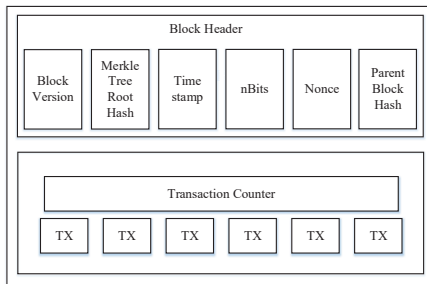 Block Header
Block
Version
Merkle
Tree
Root
Hash
Time
stamp
nBits
Nonce
Parent
Block
Hash
Transaction Counter
TX
TX
TX
TX
TX
TX